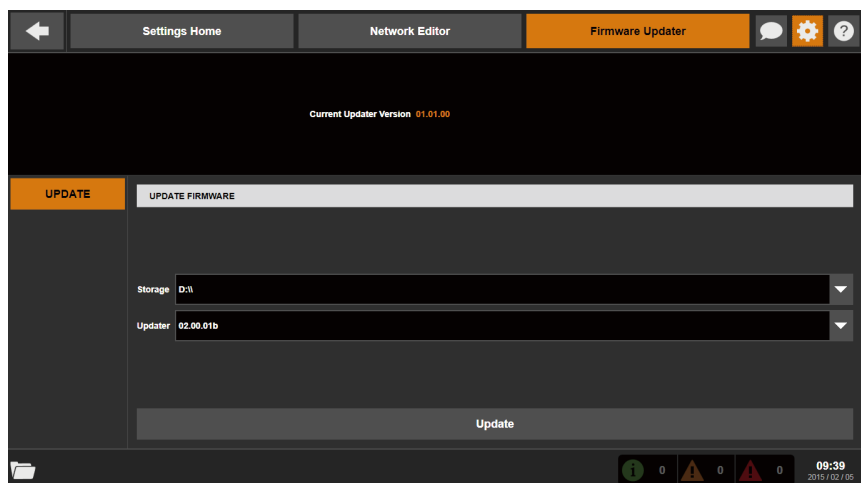 Settings Home
Network Editor
Firmware Updater
?
Current Updater Version 01.01.00
UPDATE
UPDATE FIRMWARE
Storage D:\\
Updater 02.00.01b
Update
i 0 0 0
09:39
2015 / 02 / 05